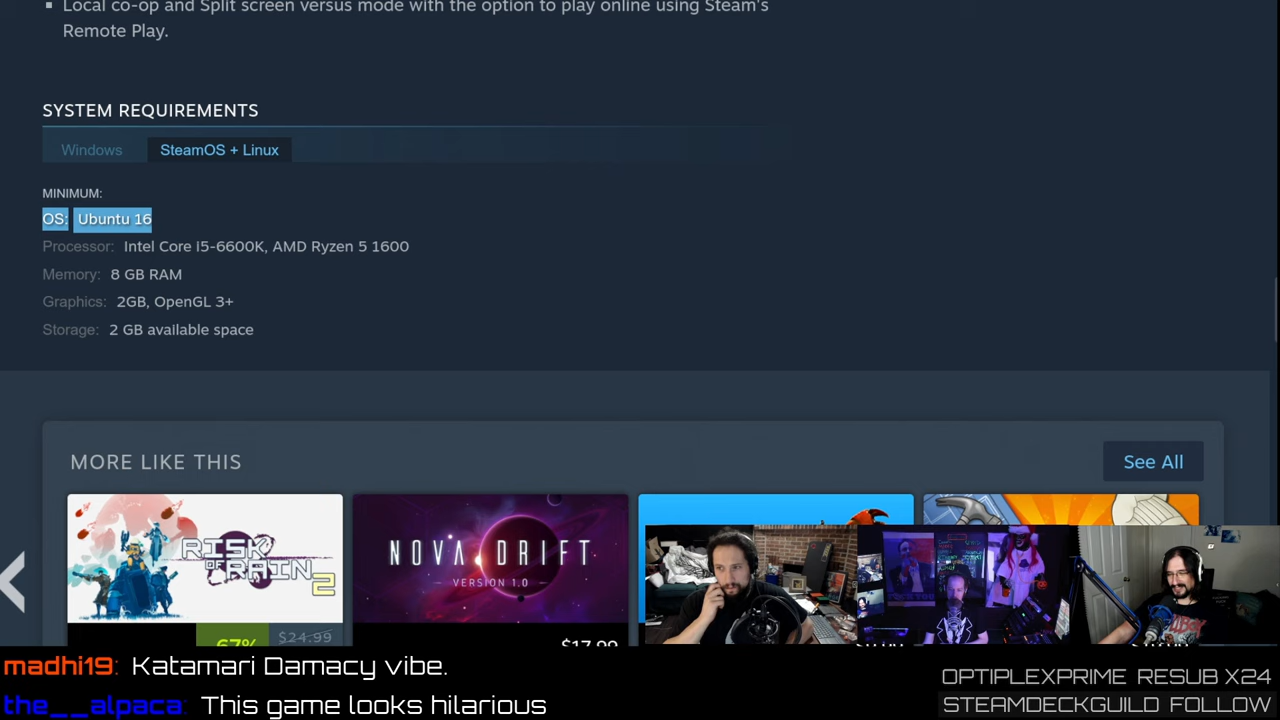 Local co-op and Split screen versus mode with the option to play online using Steam's
Remote Play.
SYSTEM REQUIREMENTS
Windows
SteamOS + Linux
MINIMUM:
OS: Ubuntu 16
Processor: Intel Core I5-6600K, AMD Ryzen 5 1600
Memory: 8 GB RAM
Graphics: 2GB, OpenGL 3+
Storage: 2 GB available space
MORE LIKE THIS
See All
RISK OF RAIN 2
NOVA DRIFT
VERSION 1.0
67%
$24.99
$17.99
madhi19: Katamari Damacy vibe.
the__alpaca: This game looks hilarious
OPTIPLEXPRIME RESUB X24
STEAMDECKGUILD FOLLOW